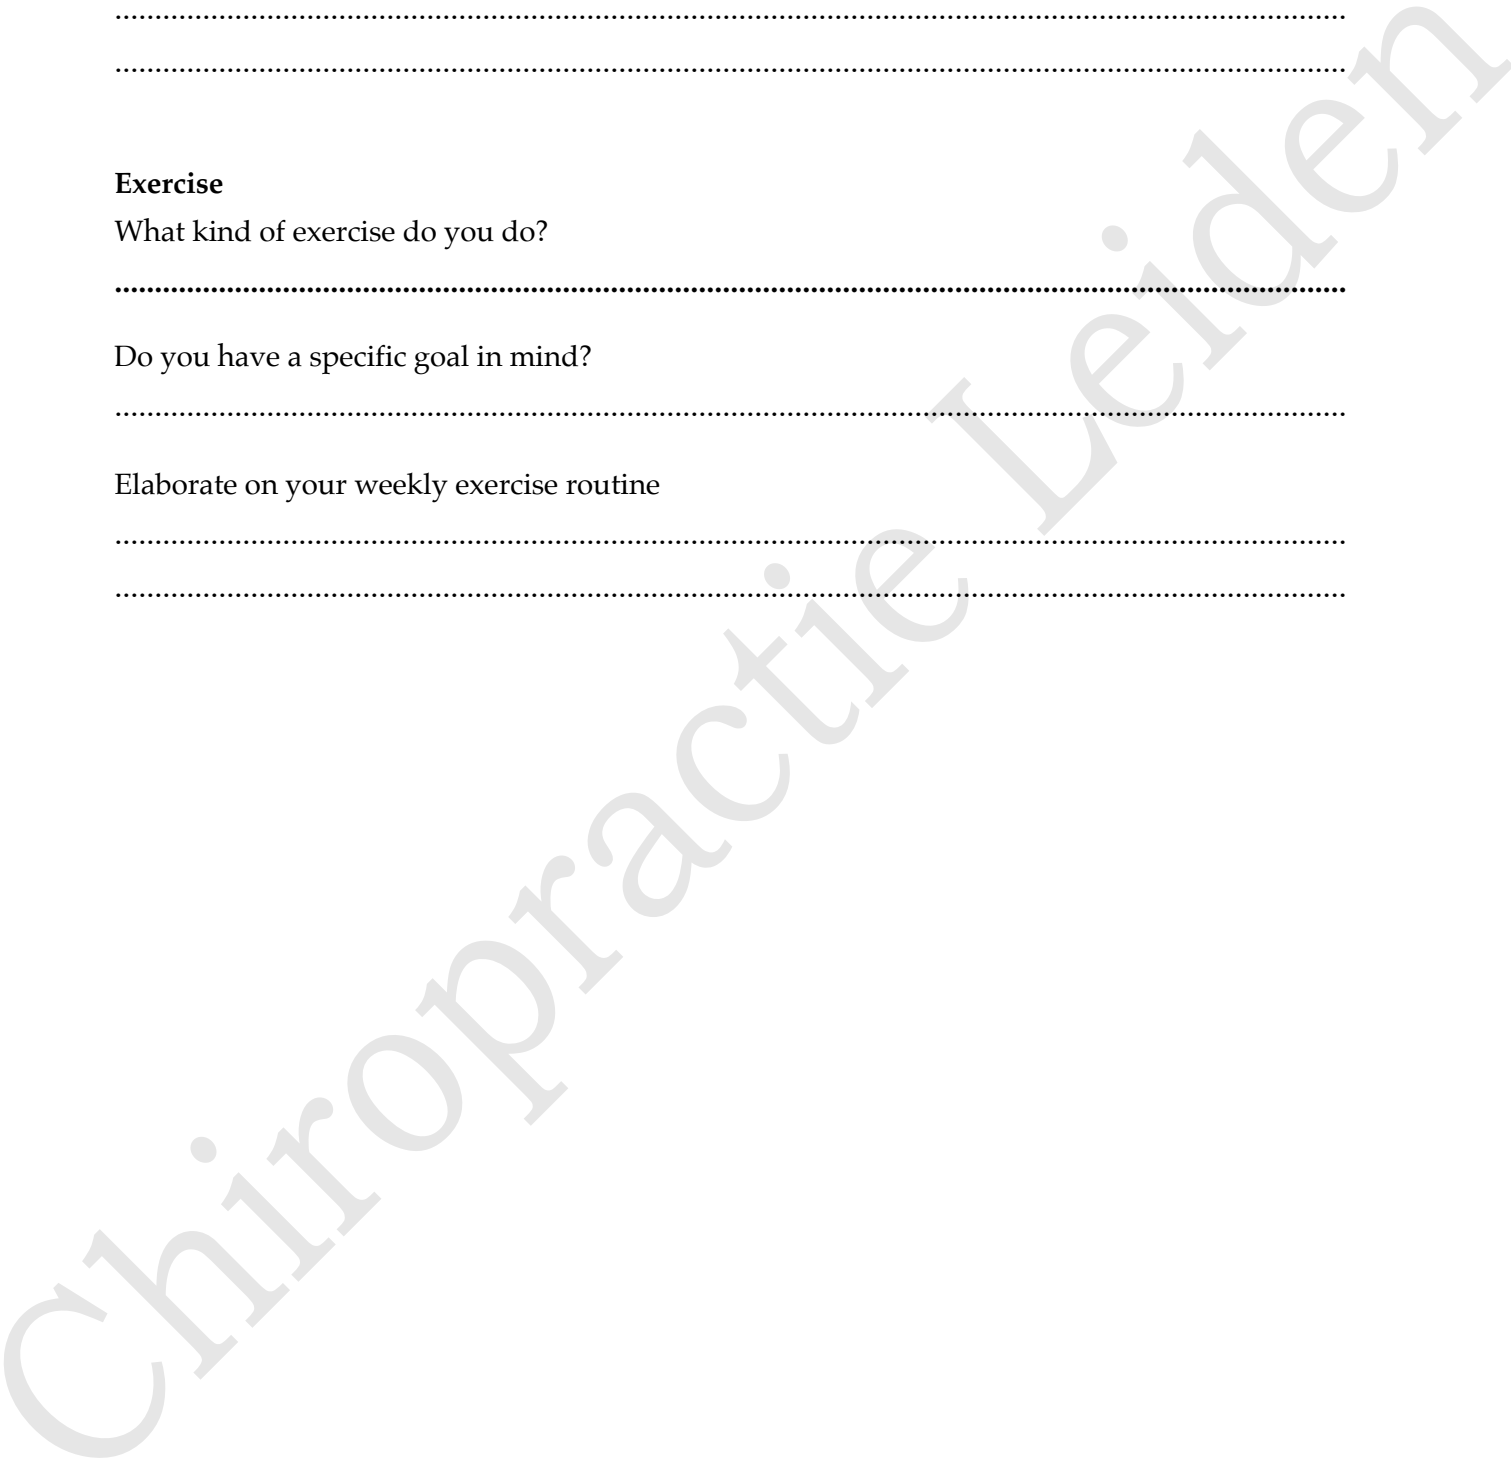 ................................................................................................................................................................
................................................................................................................................................................
Exercise
What kind of exercise do you do?
................................................................................................................................................................
Do you have a specific goal in mind?
................................................................................................................................................................
Elaborate on your weekly exercise routine
................................................................................................................................................................
................................................................................................................................................................
Chiropractie Leiden